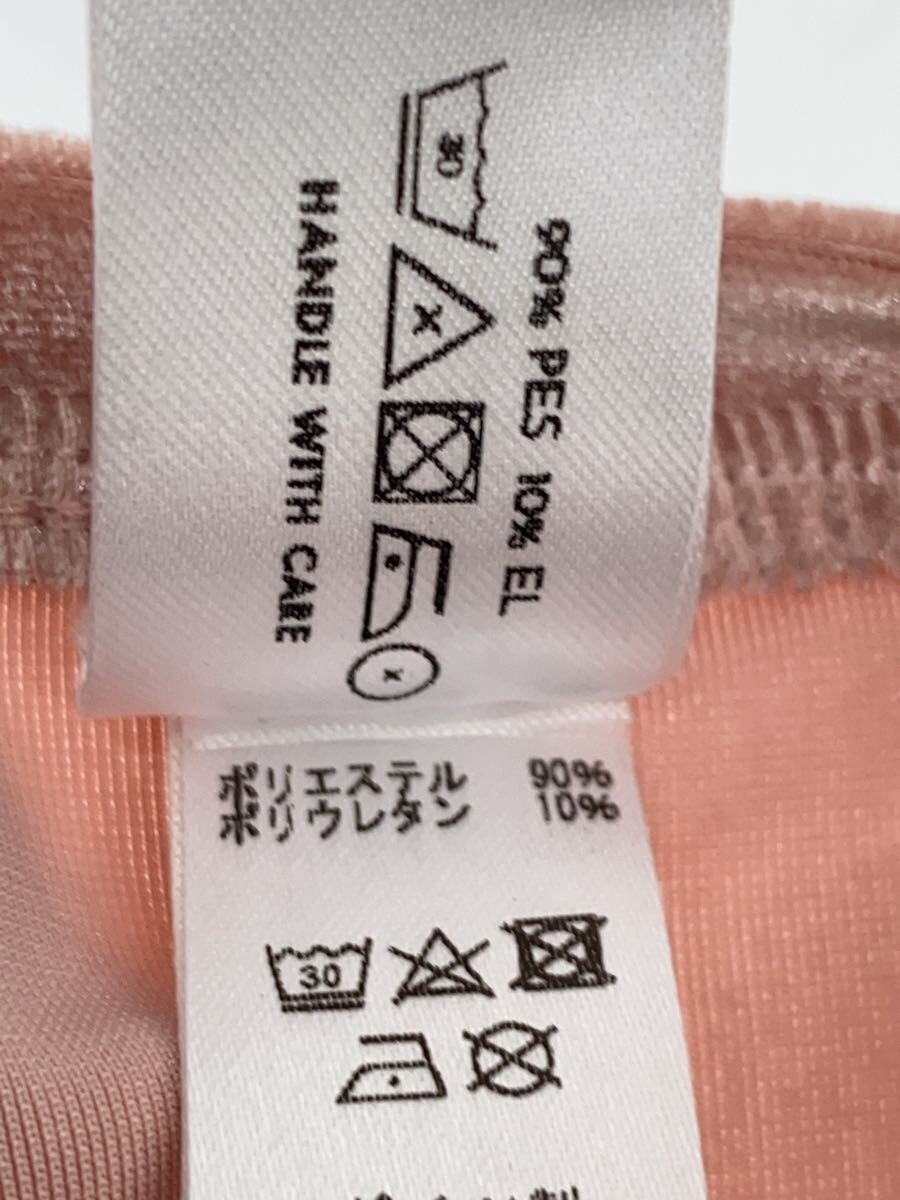 90% PES 10% EL
30
HANDLE WITH CARE
ポリエステル 90%
ポリウレタン 10%
30